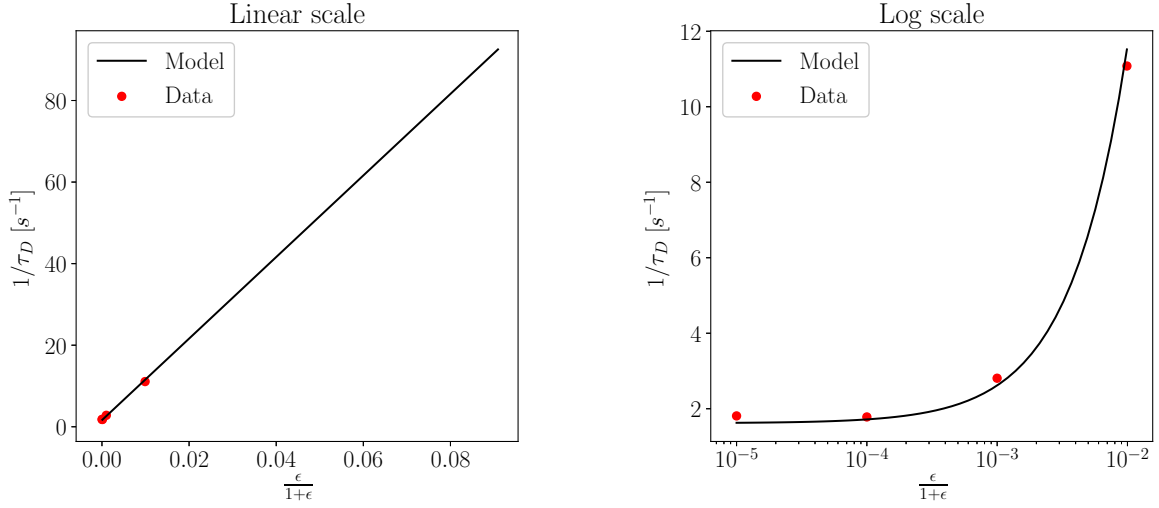 Linear scale
Model
Data
80
60
40
20
0
1/τ_D [s⁻¹]
0.00 0.02 0.04 0.06 0.08
ϵ/(1+ϵ)
Log scale
Model
Data
12
10
8
6
4
2
1/τ_D [s⁻¹]
10⁻⁵ 10⁻⁴ 10⁻³ 10⁻²
ϵ/(1+ϵ)